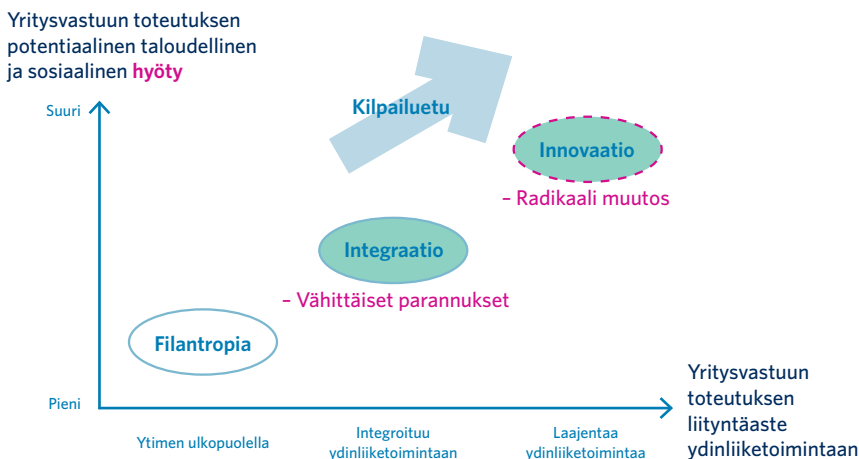 Yritysvastuun toteutuksen
potentiaalinen taloudellinen
ja sosiaalinen hyöty
Suuri
Kilpailuetu
Innovaatio
– Radikaali muutos
Integraatio
– Vähittäiset parannukset
Filantropia
Pieni
Yritysvastuun
toteutuksen
liityntäaste
ydinliiketoimintaan
Ytimen ulkopuolella
Integroituu
ydinliiketoimintaan
Laajentaa
ydinliiketoimintaa